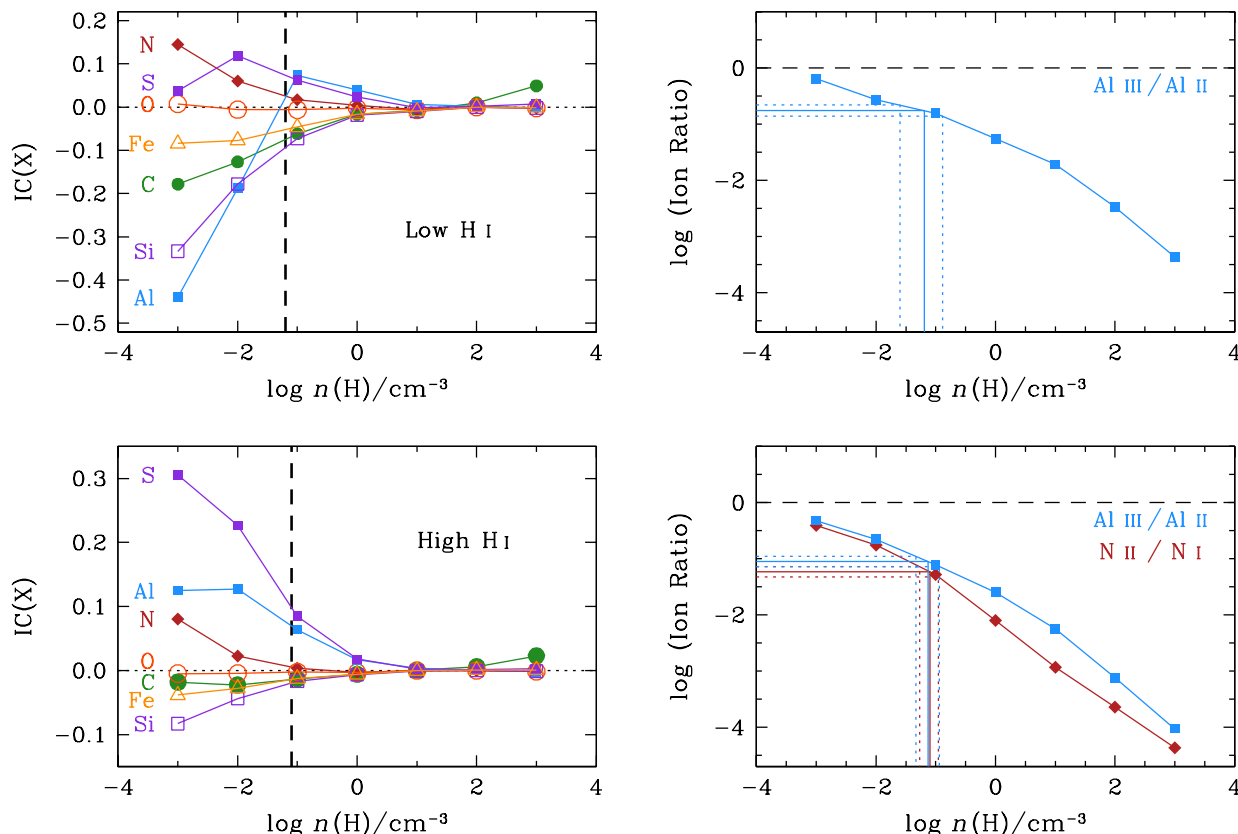 0.2
0.1
0.0
−0.1
−0.2
−0.3
−0.4
−0.5
IC(X)
N
S
O
Fe
C
Si
Al
Low H I
−4 −2 0 2 4
log n(H)/cm⁻³
0
−2
−4
log (Ion Ratio)
Al III/Al II
−4 −2 0 2 4
log n(H)/cm⁻³
0.3
0.2
0.1
0.0
−0.1
IC(X)
S
Al
N
O
C
Fe
Si
High H I
−4 −2 0 2 4
log n(H)/cm⁻³
0
−2
−4
log (Ion Ratio)
Al III/Al II
N II / N I
−4 −2 0 2 4
log n(H)/cm⁻³